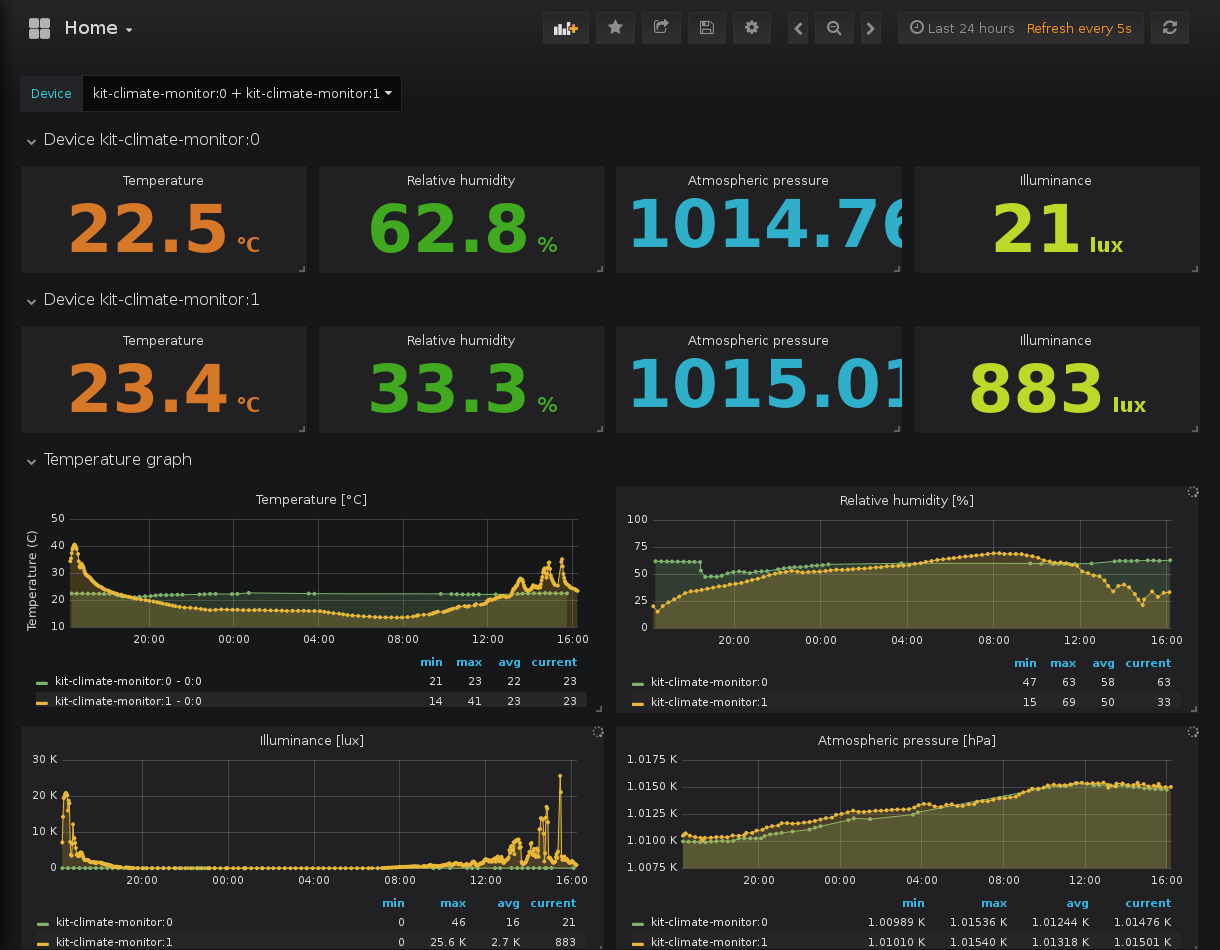 Home
Last 24 hours Refresh every 5s
Device kit-climate-monitor:0 + kit-climate-monitor:1
Device kit-climate-monitor:0
Temperature Relative humidity Atmospheric pressure Illuminance
22.5 °C 62.8 % 1014.76 21 lux
Device kit-climate-monitor:1
Temperature Relative humidity Atmospheric pressure Illuminance
23.4 °C 33.3 % 1015.01 883 lux
Temperature graph
Temperature [°C]
Temperature (C)
50
40
30
20
10
20:00 00:00 04:00 08:00 12:00 16:00
min max avg current
kit-climate-monitor:0 - 0:0 21 23 22 23
kit-climate-monitor:1 - 0:0 14 41 23 23
Relative humidity [%]
100
75
50
25
0
20:00 00:00 04:00 08:00 12:00 16:00
min max avg current
kit-climate-monitor:0 47 63 58 63
kit-climate-monitor:1 15 69 50 33
Illuminance [lux]
30 K
20 K
10 K
0
20:00 00:00 04:00 08:00 12:00 16:00
min max avg current
kit-climate-monitor:0 0 46 16 21
kit-climate-monitor:1 0 25.6 K 2.7 K 883
Atmospheric pressure [hPa]
1.0175 K
1.0150 K
1.0125 K
1.0100 K
1.0075 K
20:00 00:00 04:00 08:00 12:00 16:00
min max avg current
kit-climate-monitor:0 1.00989 K 1.01536 K 1.01244 K 1.01476 K
kit-climate-monitor:1 1.01010 K 1.01540 K 1.01318 K 1.01501 K